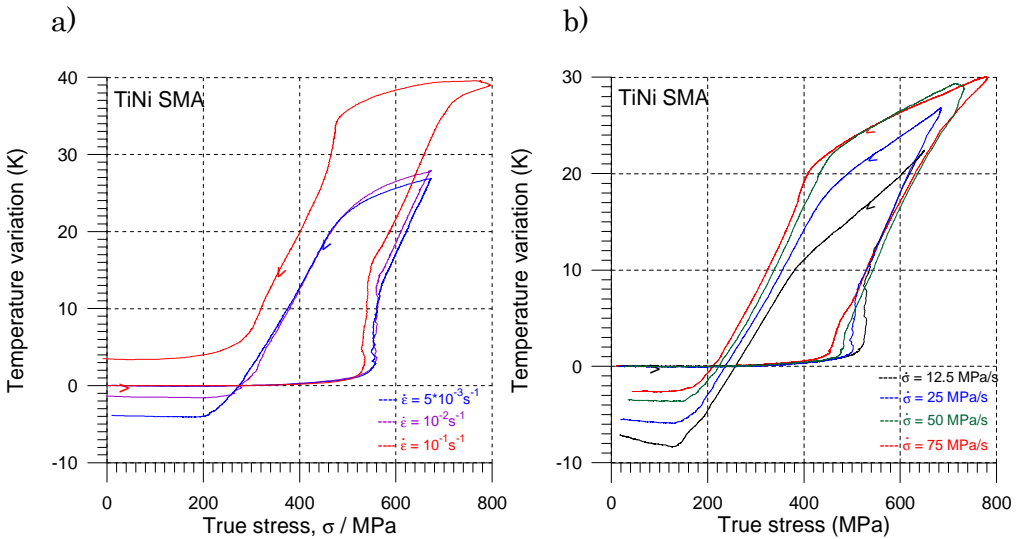 a)
b)
TiNi SMA
Temperature variation (K)
40
30
20
10
0
-10
0
200
400
600
800
True stress, σ / MPa
ε̇ = 5*10⁻³s⁻¹
ε̇ = 10⁻²s⁻¹
ε̇ = 10⁻¹s⁻¹
TiNi SMA
Temperature variation (K)
30
20
10
0
-10
0
200
400
600
800
True stress (MPa)
σ̇ = 12.5 MPa/s
σ̇ = 25 MPa/s
σ̇ = 50 MPa/s
σ̇ = 75 MPa/s